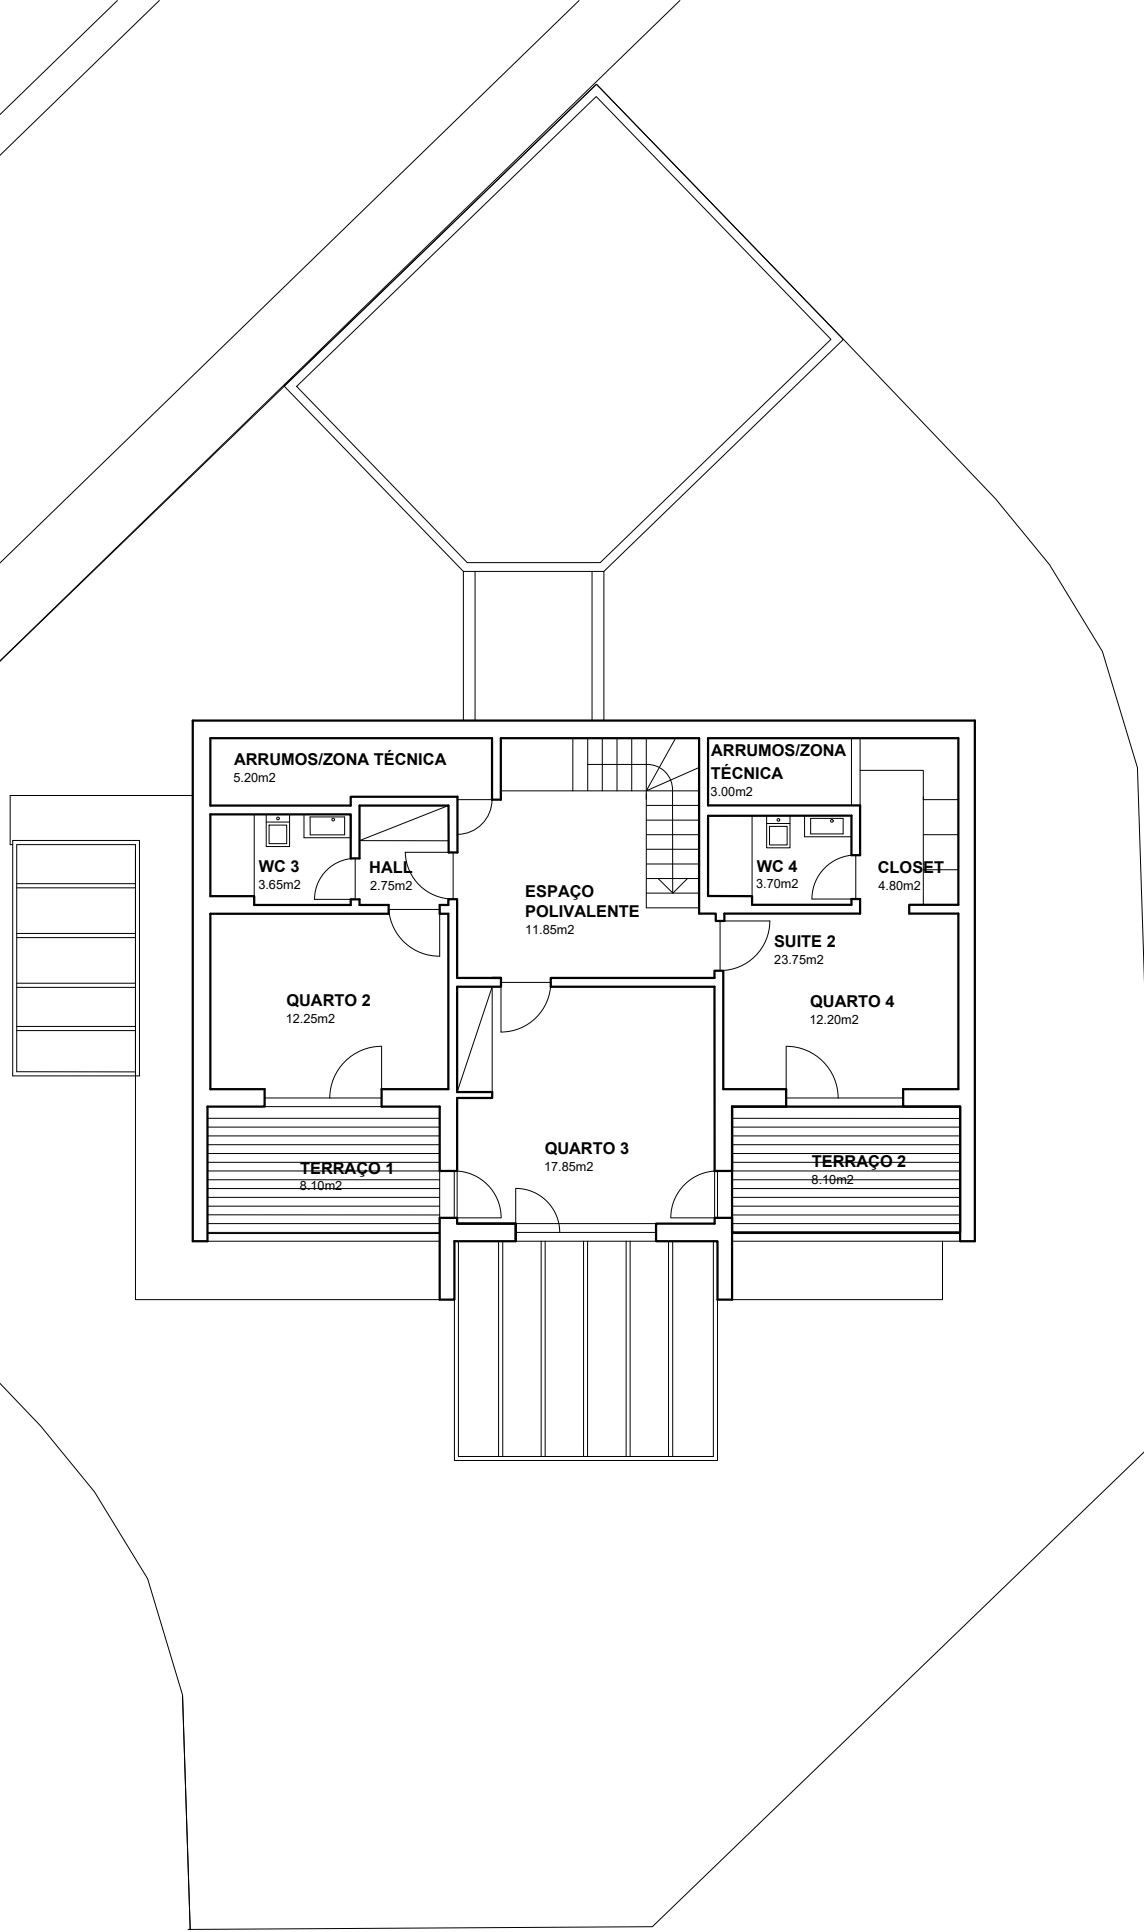 ARRUMOS/ZONA TÉCNICA
5.20m2
ARRUMOS/ZONA
TÉCNICA
3.00m2
WC 3
3.65m2
HALL
2.75m2
ESPAÇO
POLIVALENTE
11.85m2
WC 4
3.70m2
CLOSET
4.80m2
SUITE 2
23.75m2
QUARTO 2
12.25m2
QUARTO 4
12.20m2
QUARTO 3
17.85m2
TERRAÇO 1
8.10m2
TERRAÇO 2
8.10m2